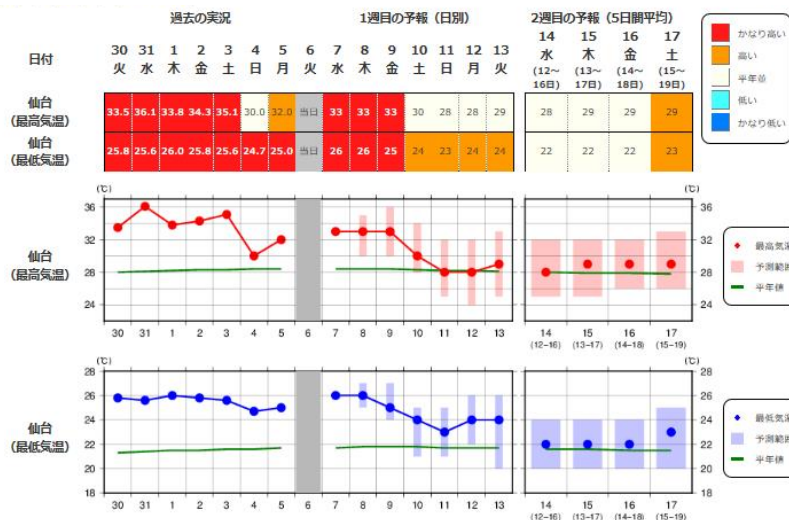 過去の実況 1週目の予報（日別） 2週目の予報（5日間平均）
日付 30 31 1 2 3 4 5 6 7 8 9 10 11 12 13 14 15 16 17
火 水 木 金 土 日 月 火 水 木 金 土 日 月 火 水 木 金 土
(12～16日) (13～17日) (14～18日) (15～19日)
仙台（最高気温） 33.5 36.1 33.8 34.3 35.1 30.0 32.0 当日 33 33 33 30 28 28 29 28 29 29 29
仙台（最低気温） 25.8 25.6 26.0 25.8 25.6 24.7 25.0 当日 26 26 25 24 23 24 24 22 22 22 23
かなり高い
高い
平年並
低い
かなり低い
(℃) (℃)
36 36
32 32
28 28
24 24
仙台
（最高気温）
30 31 1 2 3 4 5 6 7 8 9 10 11 12 13 14 15 16 17
(12-16) (13-17) (14-18) (15-19)
最高気温
予測範囲
平年値
(℃) (℃)
28 28
26 26
24 24
22 22
20 20
18 18
仙台
（最低気温）
30 31 1 2 3 4 5 6 7 8 9 10 11 12 13 14 15 16 17
(12-16) (13-17) (14-18) (15-19)
最低気温
予測範囲
平年値